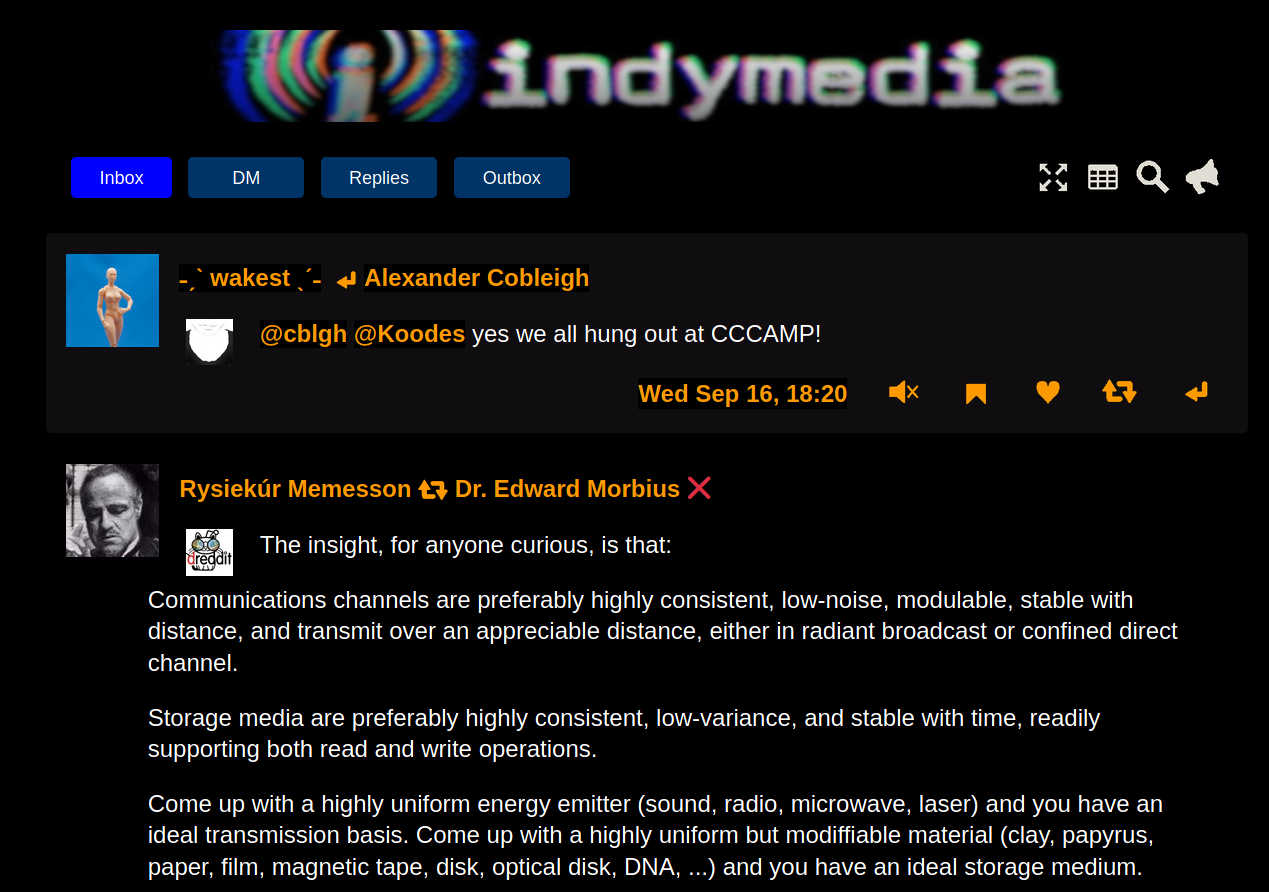 indymedia
Inbox DM Replies Outbox
-ˏˋ wakest ˎˊ- Alexander Cobleigh
@cblgh @Koodes yes we all hung out at CCCAMP!
Wed Sep 16, 18:20
Rysiekúr Memesson Dr. Edward Morbius
dreddit
The insight, for anyone curious, is that:
Communications channels are preferably highly consistent, low-noise, modulable, stable with
distance, and transmit over an appreciable distance, either in radiant broadcast or confined direct
channel.
Storage media are preferably highly consistent, low-variance, and stable with time, readily
supporting both read and write operations.
Come up with a highly uniform energy emitter (sound, radio, microwave, laser) and you have an
ideal transmission basis. Come up with a highly uniform but modiffiable material (clay, papyrus,
paper, film, magnetic tape, disk, optical disk, DNA, ...) and you have an ideal storage medium.